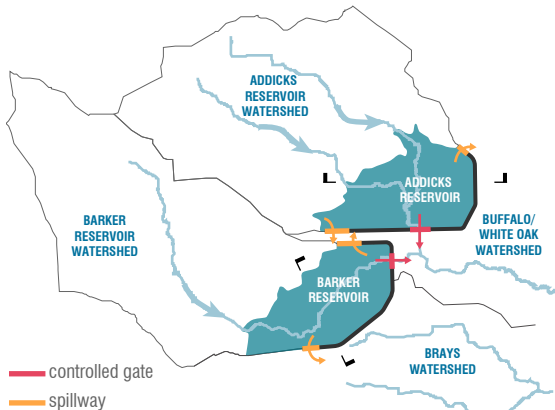 ADDICKS
RESERVOIR
WATERSHED
ADDICKS
RESERVOIR
BARKER
RESERVOIR
WATERSHED
BUFFALO/
WHITE OAK
WATERSHED
BARKER
RESERVOIR
BRAYS
WATERSHED
controlled gate
spillway